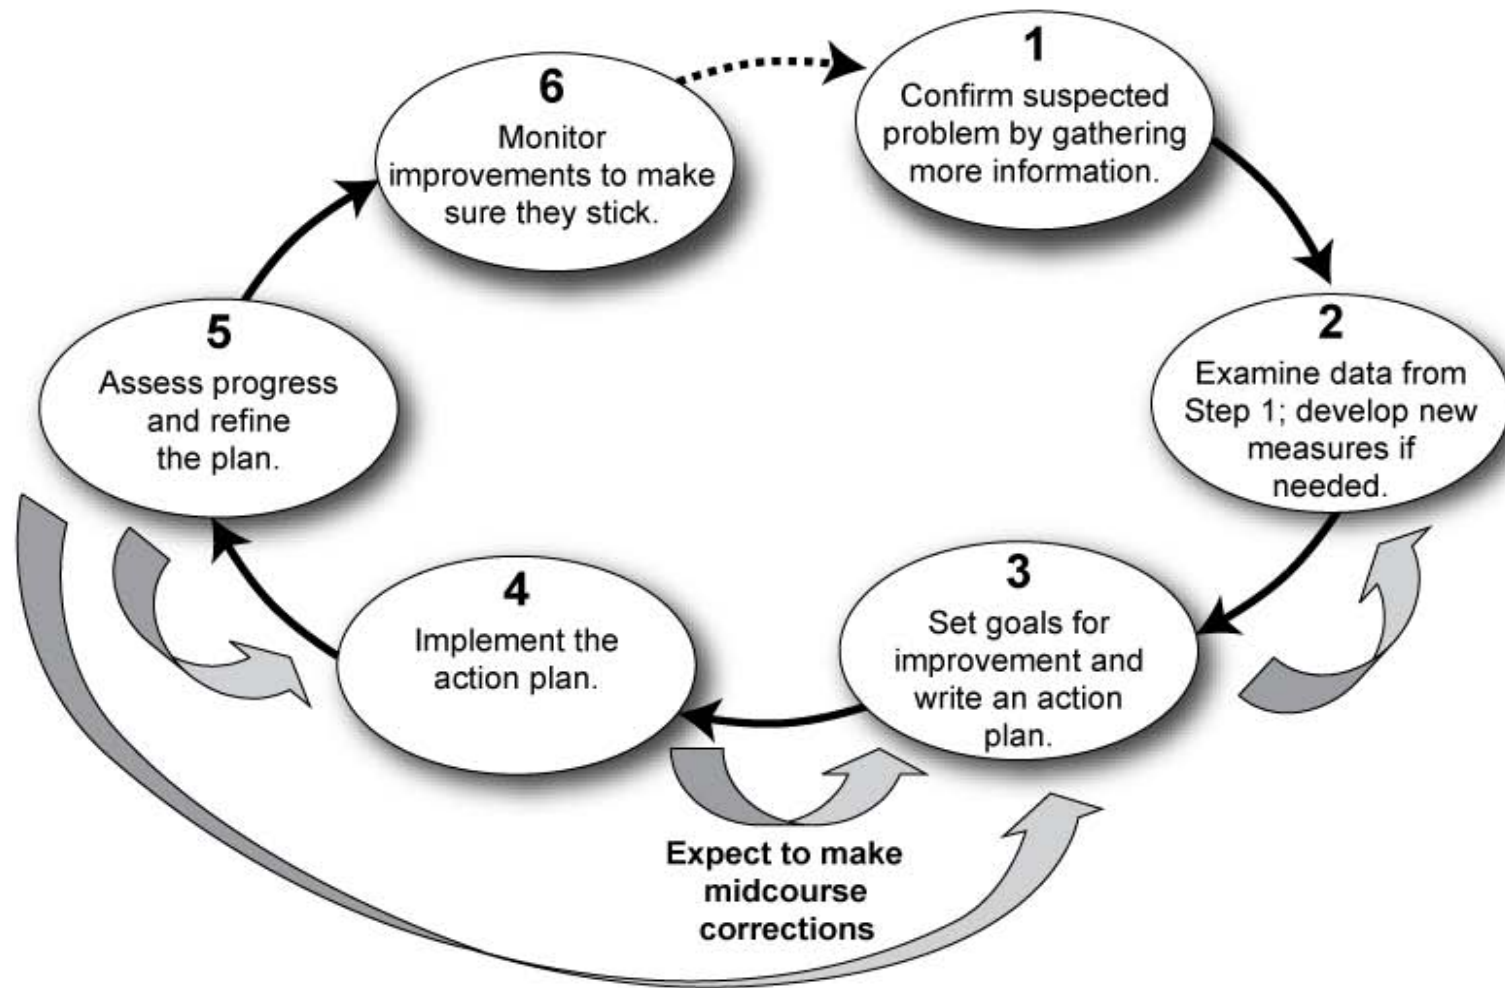 1
Confirm suspected
problem by gathering
more information.
2
Examine data from
Step 1; develop new
measures if
needed.
3
Set goals for
improvement and
write an action
plan.
4
Implement the
action plan.
5
Assess progress
and refine
the plan.
6
Monitor
improvements to make
sure they stick.
Expect to make
midcourse
corrections